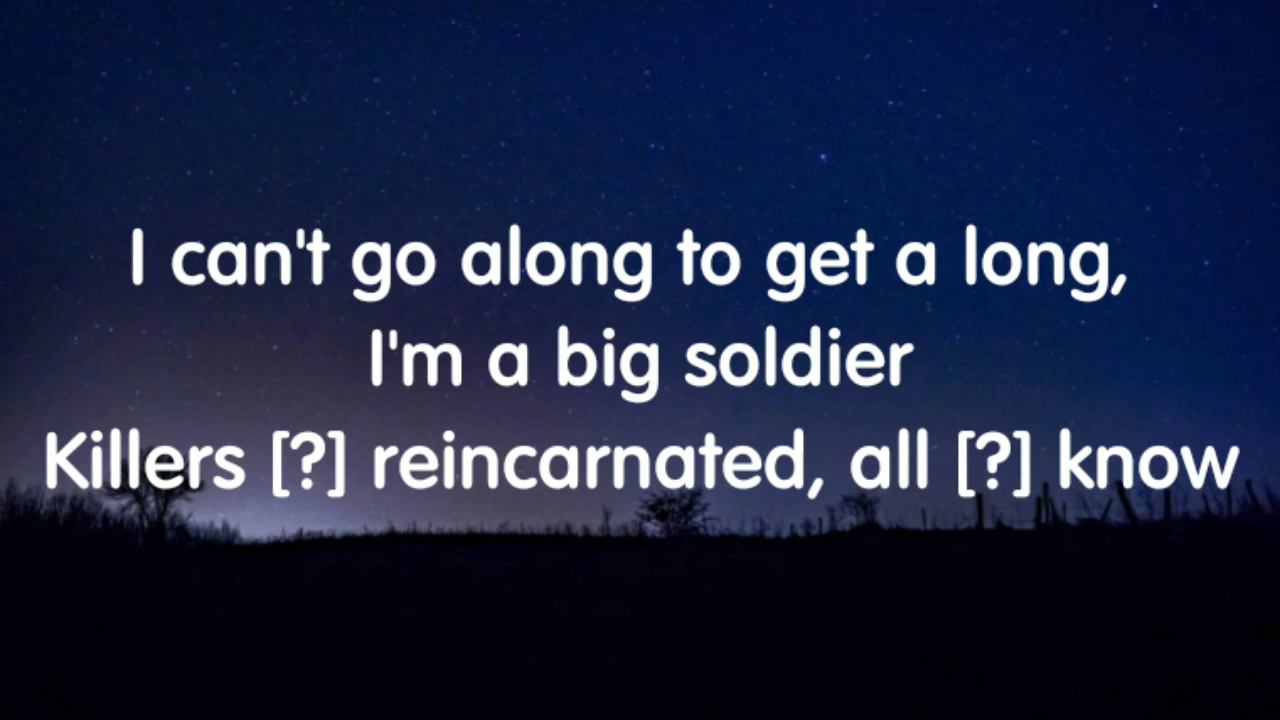 I can't go along to get a long,
I'm a big soldier
Killers [?] reincarnated, all [?] know